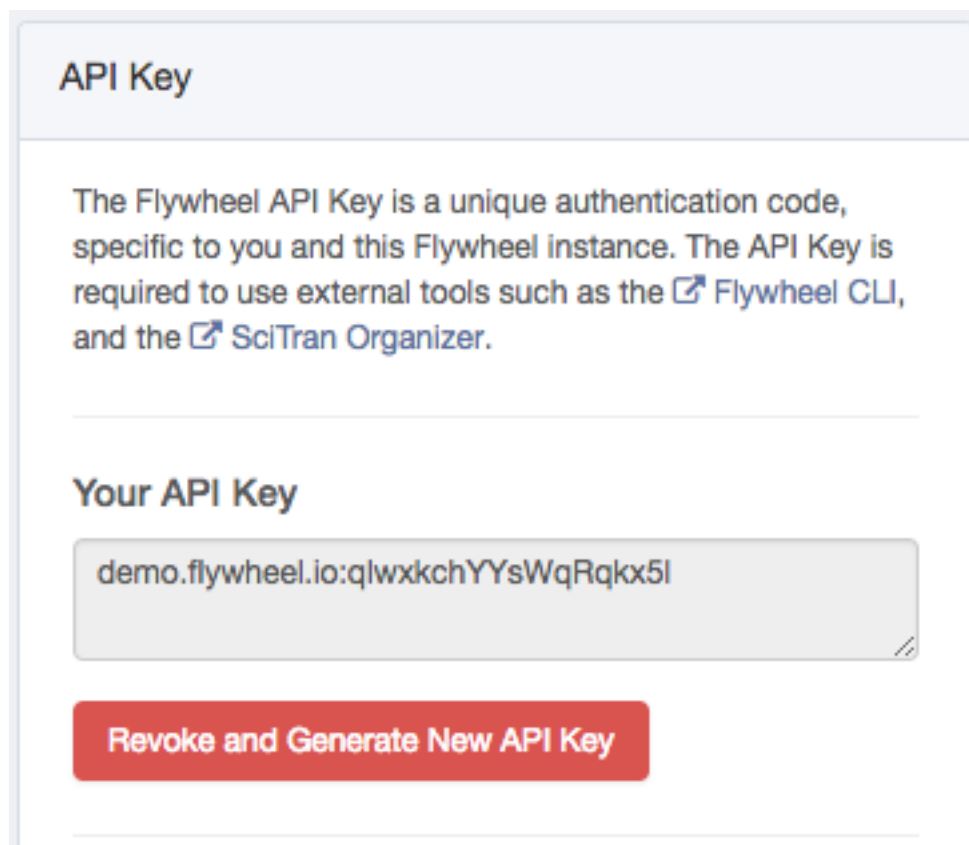 API Key
The Flywheel API Key is a unique authentication code,
specific to you and this Flywheel instance. The API Key is
required to use external tools such as the Flywheel CLI,
and the SciTran Organizer.
Your API Key
demo.flywheel.io:qlwxkchYYsWqRqkx5l
Revoke and Generate New API Key